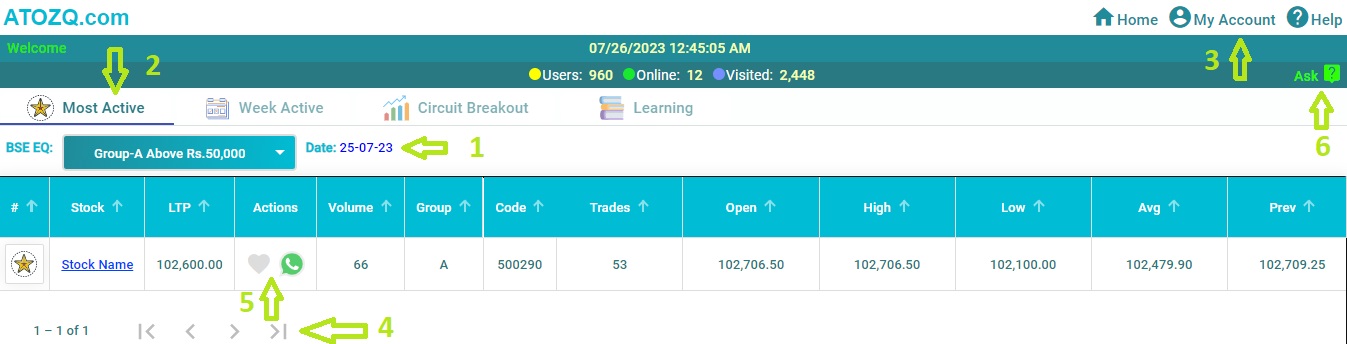 ATOZQ.com
Home My Account Help
Welcome 2 07/26/2023 12:45:05 AM 3
Users: 960 Online: 12 Visited: 2,448 Ask ?
Most Active Week Active Circuit Breakout Learning
BSE EQ: Group-A Above Rs.50,000 Date: 25-07-23 1 6
# Stock LTP Actions Volume Group Code Trades Open High Low Avg Prev
Stock Name 102,600.00 66 A 500290 53 102,706.50 102,706.50 102,100.00 102,479.90 102,709.25
5
1 – 1 of 1 4